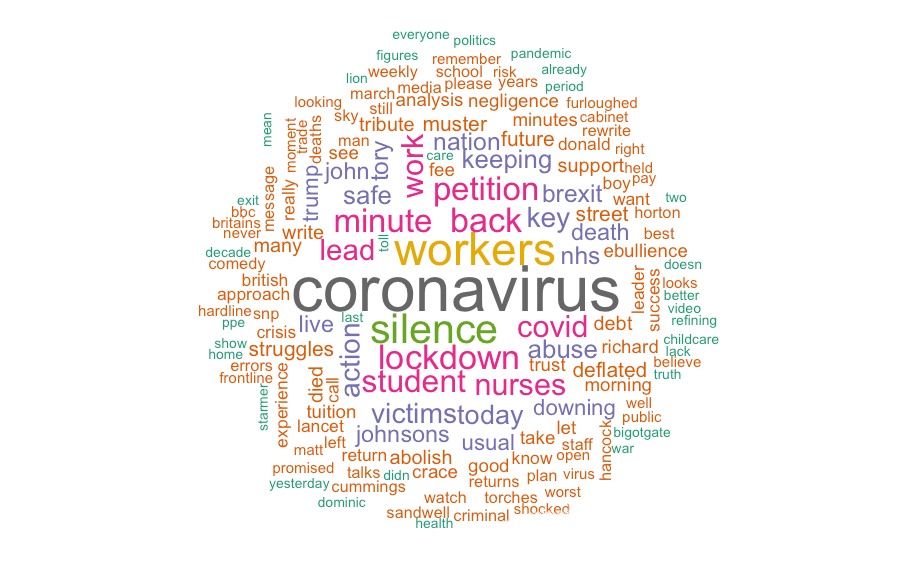 everyone
politics
figures
remember
pandemic
lion
weekly
school
risk
already
media
please
years
period
looking
march
analysis
negligence
furloughed
still
sky
tribute
muster
minutes
cabinet
mean
moment
trade
deaths
man
tory
work
nation
future
rewrite
see
care
keeping
donald
right
john
fee
support
held
message
really
trump
safe
petition
brexit
boy
pay
exit
want
two
bbc
minute
back
key
street
horton
britains
never
write
death
best
decade
many
lead
toll
workers
nhs
ebullience
comedy
doesn
british
coronavirus
leader
success
looks
approach
better
hardline
snp
live
last
silence
covid
debt
video
ppe
crisis
refining
show
struggles
action
lockdown
abuse
richard
childcare
home
lack
errors
trust
deflated
believe
frontline
student
nurses
morning
truth
starmer
experience
died
call
tuition
victims
today
downing
well
public
lancet
johnsons
usual
take
let
bigotgate
matt
left
staff
hancock
war
return
abolish
know
open
promised
talks
didn
crace
good
plan
virus
yesterday
cummings
returns
dominic
watch
torches
worst
sandwell
criminal
shocked
health